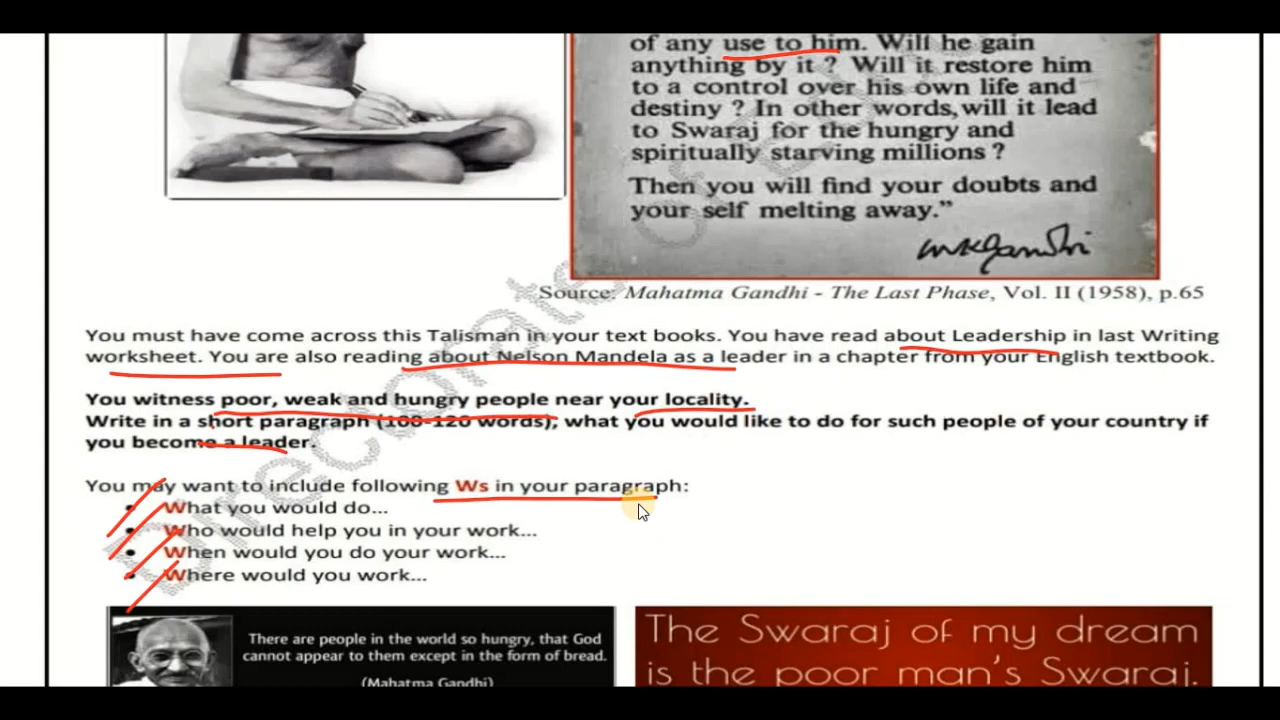 of any use to him. Will he gain
anything by it ? Will it restore him
to a control over his own life and
destiny ? In other words, will it lead
to Swaraj for the hungry and
spiritually starving millions ?
Then you will find your doubts and
your self melting away.”
MKGandhi
Source: Mahatma Gandhi - The Last Phase, Vol. II (1958), p.65
You must have come across this Talisman in your text books. You have read about Leadership in last Writing
worksheet. You are also reading about Nelson Mandela as a leader in a chapter from your English textbook.
You witness poor, weak and hungry people near your locality.
Write in a short paragraph (100-120 words), what you would like to do for such people of your country if
you become a leader.
You may want to include following Ws in your paragraph:
• What you would do...
• Who would help you in your work...
• When would you do your work...
• Where would you work...
There are people in the world so hungry, that God
cannot appear to them except in the form of bread.
(Mahatma Gandhi)
The Swaraj of my dream
is the poor man's Swaraj.
Directorate of